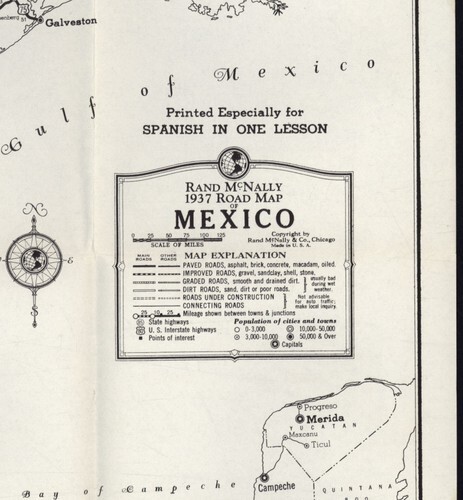 Galveston
Gulf of Mexico
Printed Especially for
SPANISH IN ONE LESSON
RAND McNALLY
1937 ROAD MAP
OF
MEXICO
0 25 50 75 100 125
SCALE OF MILES
Copyright by
Rand McNally & Co., Chicago
Made in U. S. A.
MAIN ROADS OTHER ROADS MAP EXPLANATION
PAVED ROADS, asphalt, brick, concrete, macadam, oiled.
IMPROVED ROADS, gravel, sandclay, shell, stone,
GRADED ROADS, smooth and drained dirt.
DIRT ROADS, sand, dirt or poor roads.
usually bad during wet weather.
ROADS UNDER CONSTRUCTION
CONNECTING ROADS
Not advisable for auto traffic; make local inquiry.
Mileage shown between towns & junctions
State highways
U. S. Interstate highways
Points of interest
Population of cities and towns
0-3,000 10,000-50,000
3,000-10,000 50,000 & Over
Capitals
N
E
S
Progreso
Merida
YUCATAN
Maxcanu
Ticul
Campeche
Bay of Campeche
QUINTANA
ROO